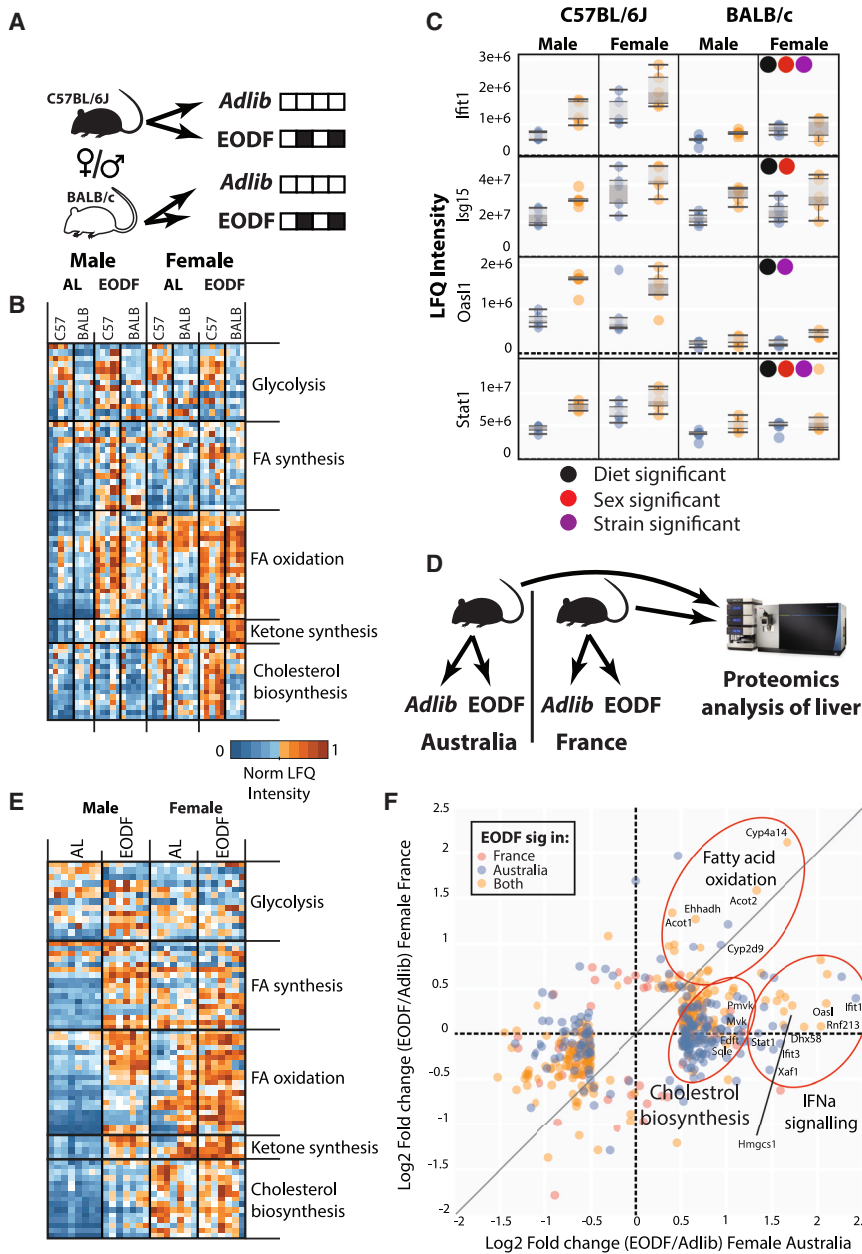 A
C57BL/6J
♀/♂
BALB/c
Adlib
EODF
Adlib
EODF
B
Male Female
AL EODF AL EODF
C57 BALB C57 BALB C57 BALB C57 BALB
Glycolysis
FA synthesis
FA oxidation
Ketone synthesis
Cholesterol
biosynthesis
0 1
Norm LFQ
Intensity
C
C57BL/6J BALB/c
Male Female Male Female
LFQ Intensity
Ifit1
3e+6
2e+6
1e+6
0
Isg15
4e+7
2e+7
0
Oasl1
2e+6
1e+6
0
Stat1
1e+7
5e+6
0
Diet significant
Sex significant
Strain significant
D
Adlib EODF Adlib EODF
Australia France
Proteomics
analysis of liver
E
Male Female
AL EODF AL EODF
Glycolysis
FA synthesis
FA oxidation
Ketone synthesis
Cholesterol
biosynthesis
F
Log2 Fold change (EODF/Adlib) Female France
2.5
2
1.5
1
0.5
0
-0.5
-1
-1.5
-2
EODF sig in:
France
Australia
Both
Cyp4a14
Fatty acid
oxidation
Acot2
Ehhadh
Acot1
Cyp2d9
Pmvk
Mvk
Fdft
Sqle
Stat1
Oasl
Ifit1
Rnf213
Dhx58
Ifit3
Xaf1
Cholestrol
biosynthesis
IFNa
signalling
Hmgcs1
-2 -1.5 -1 -0.5 0 0.5 1 1.5 2
Log2 Fold change (EODF/Adlib) Female Australia